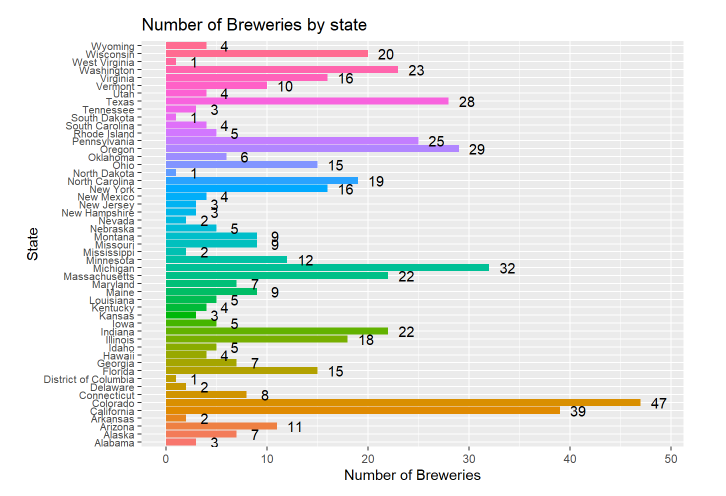 Number of Breweries by state
State
Wyoming 4
Wisconsin 20
West Virginia 1
Washington 23
Virginia 16
Vermont 10
Utah 4
Texas 28
Tennessee 3
South Dakota 1
South Carolina 4
Rhode Island 5
Pennsylvania 25
Oregon 29
Oklahoma 6
Ohio 15
North Dakota 1
North Carolina 19
New York 16
New Mexico 4
New Jersey 3
New Hampshire 3
Nevada 2
Nebraska 5
Montana 9
Missouri 9
Mississippi 2
Minnesota 12
Michigan 32
Massachusetts 22
Maryland 7
Maine 9
Louisiana 5
Kentucky 4
Kansas 3
Iowa 5
Indiana 22
Illinois 18
Idaho 5
Hawaii 4
Georgia 7
Florida 15
District of Columbia 1
Delaware 2
Connecticut 8
Colorado 47
California 39
Arkansas 2
Arizona 11
Alaska 7
Alabama 3
0 10 20 30 40 50
Number of Breweries